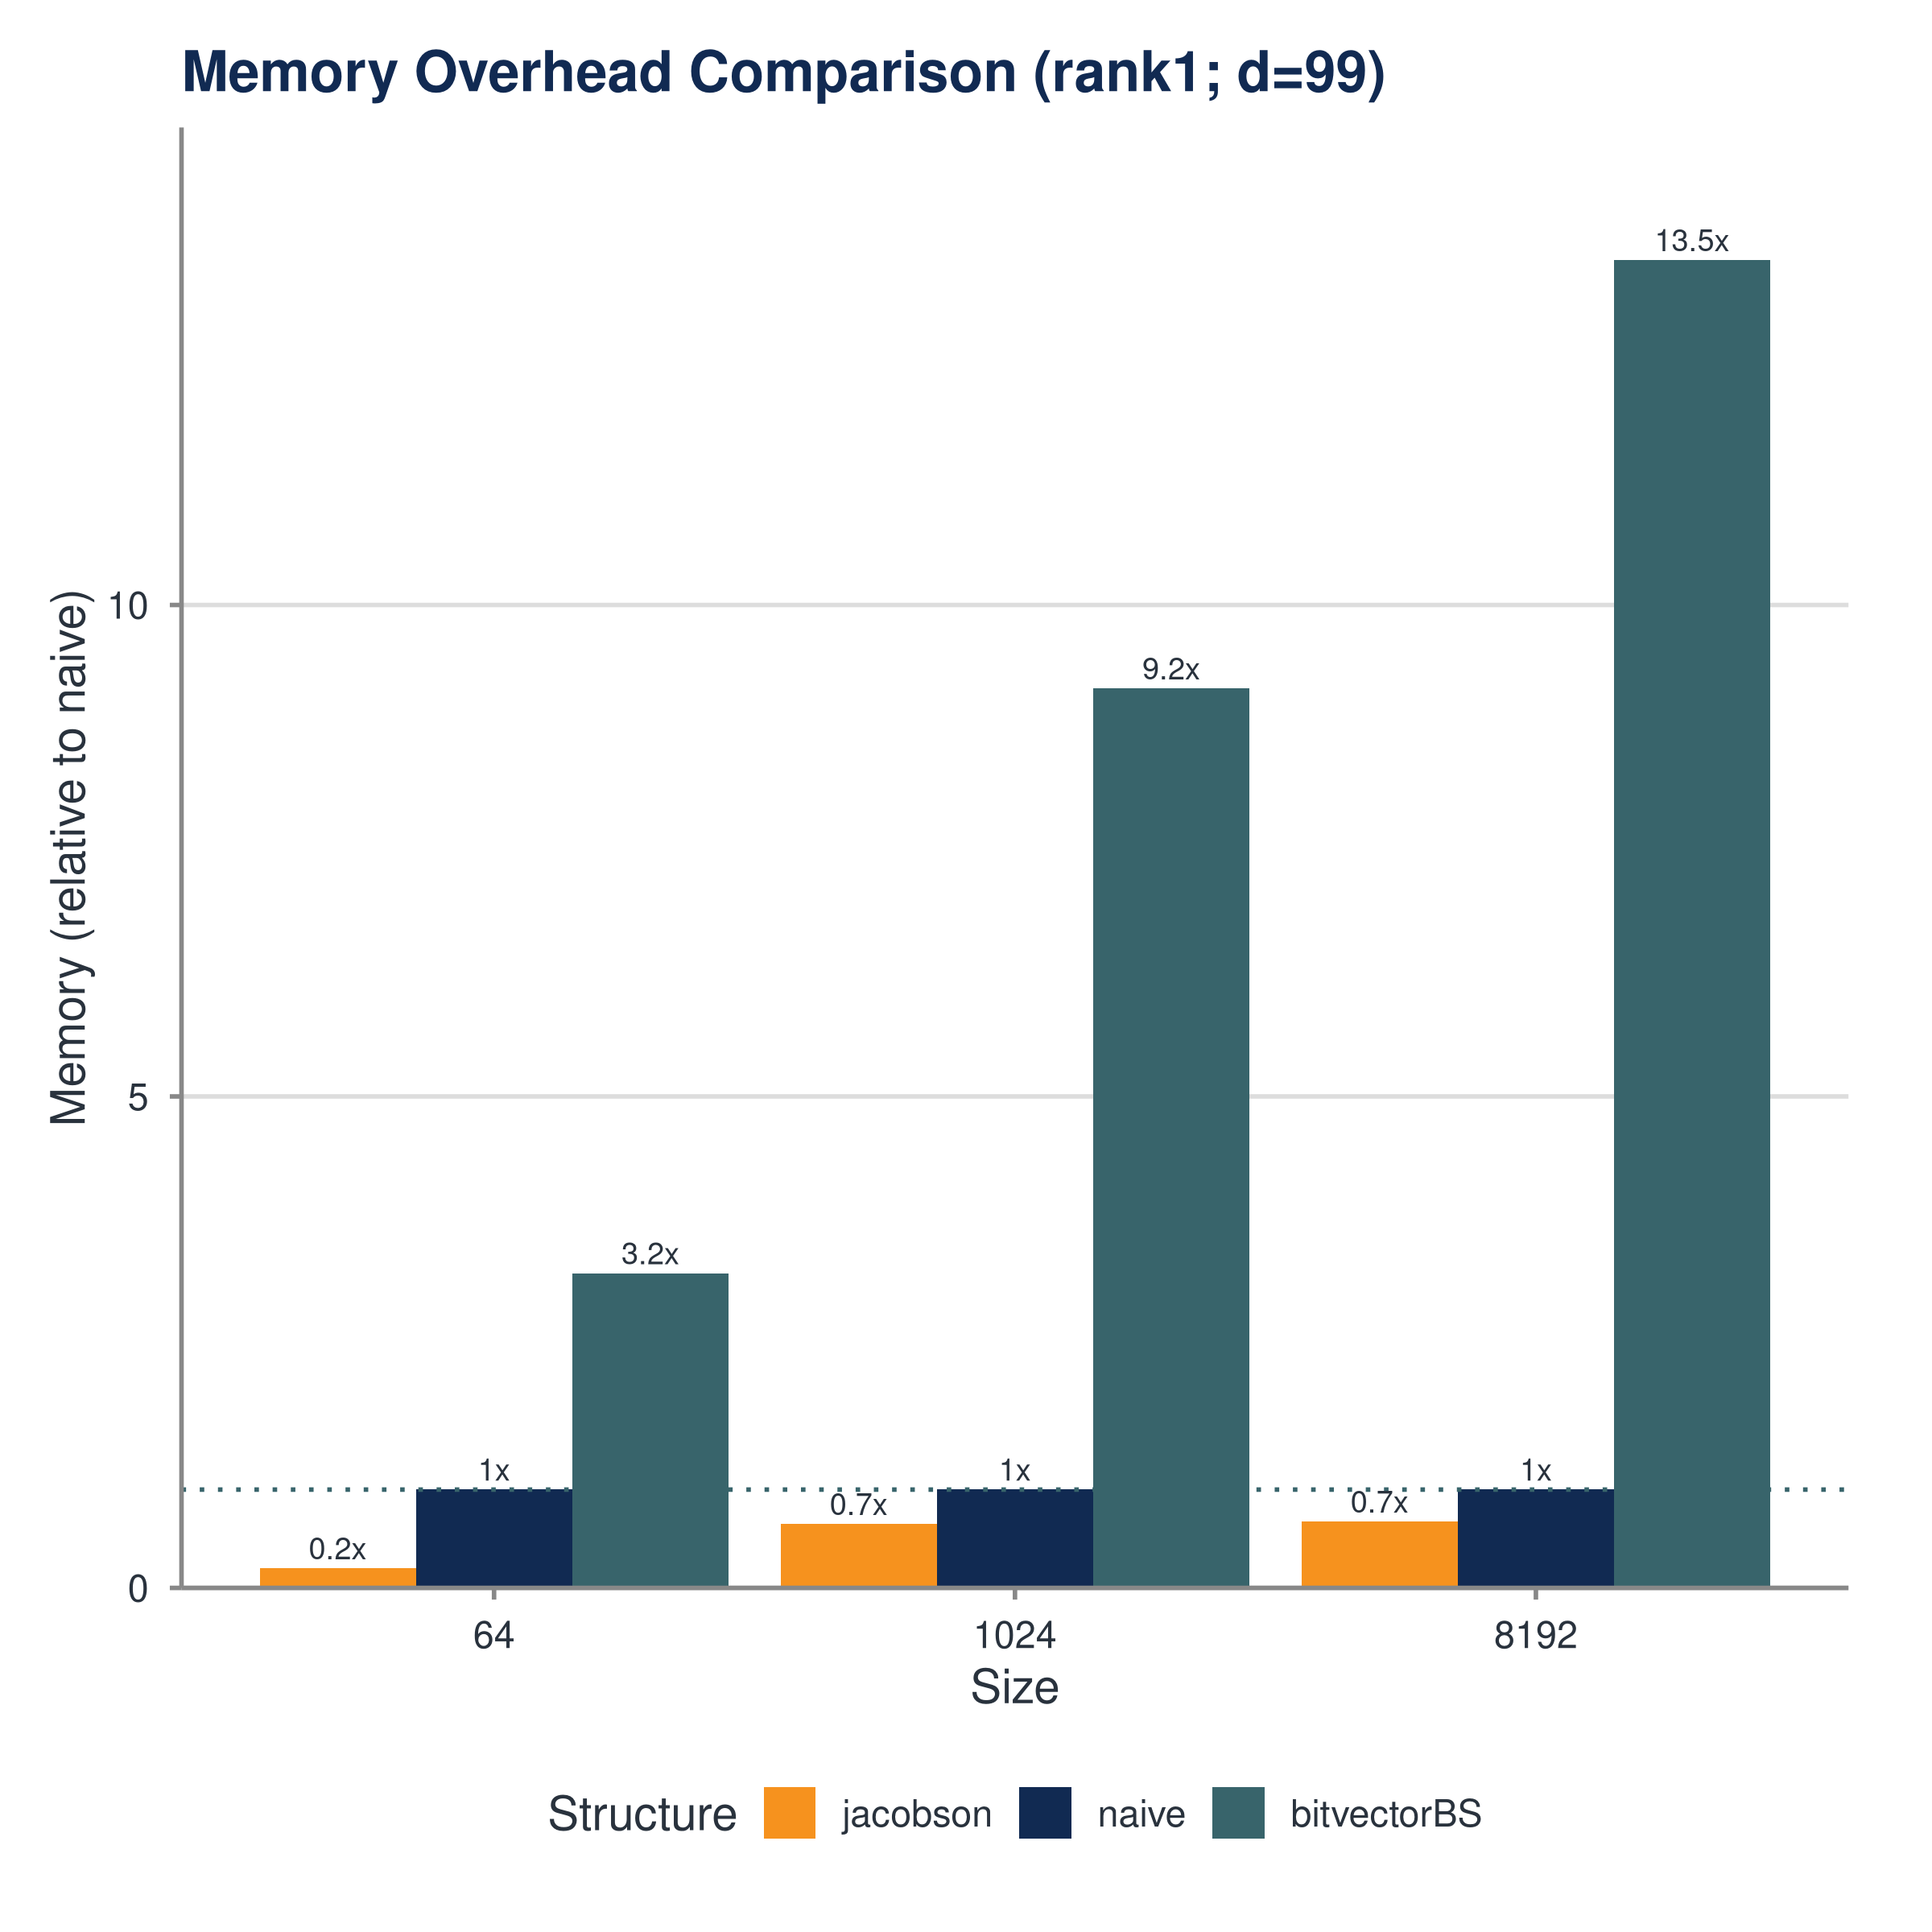 Memory Overhead Comparison (rank1; d=99)
Memory (relative to naive)
10
5
0
13.5x
9.2x
3.2x
1x
1x
1x
0.7x
0.7x
0.2x
64
1024
8192
Size
Structure jacobson naive bitvectorBS